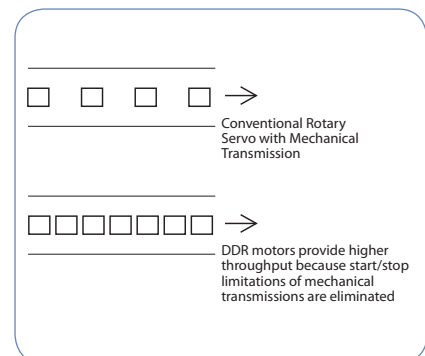 Conventional Rotary
Servo with Mechanical
Transmission
DDR motors provide higher
throughput because start/stop
limitations of mechanical
transmissions are eliminated